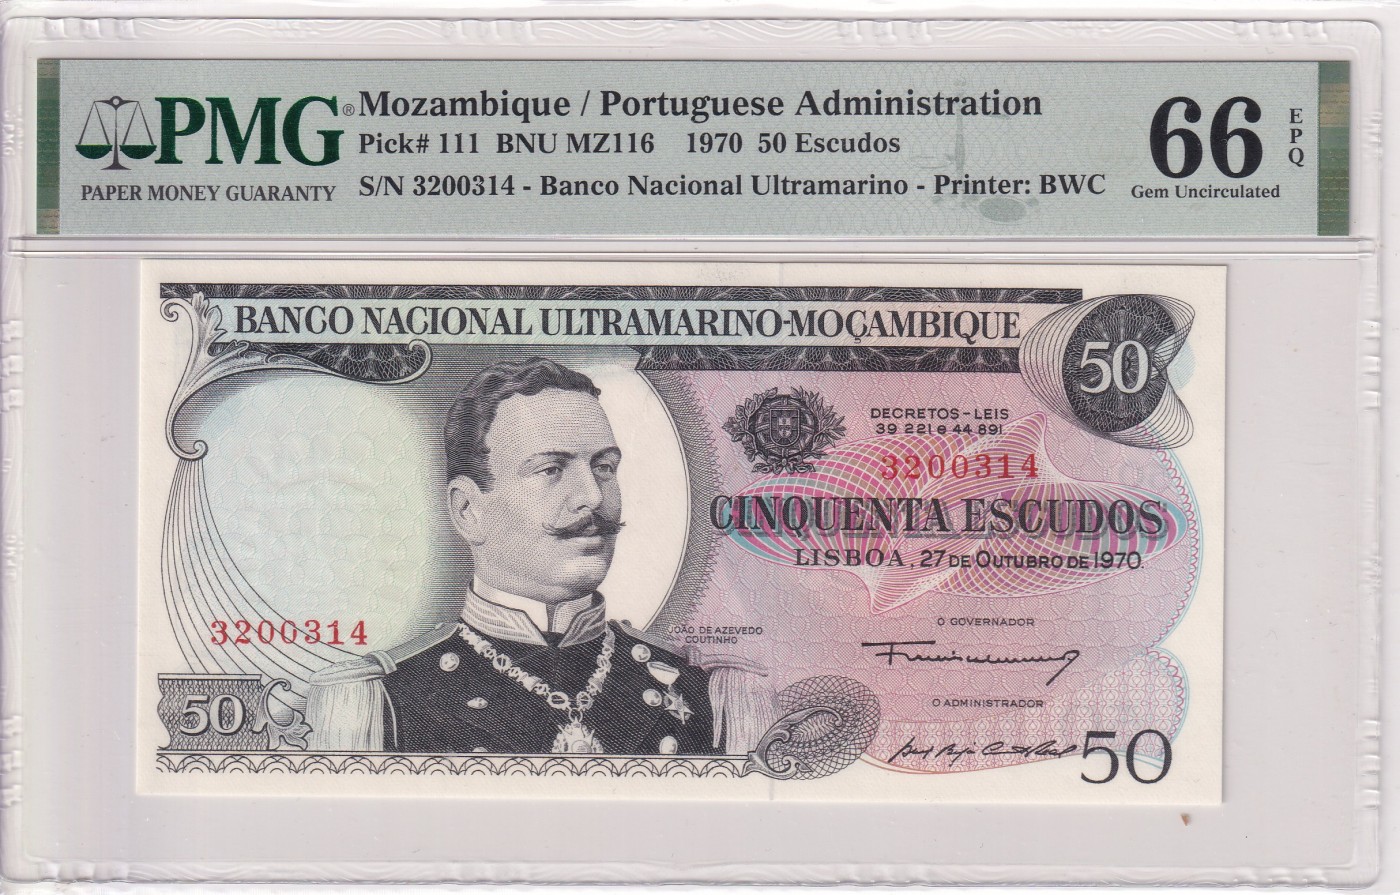 PMG®
PAPER MONEY GUARANTY
Mozambique / Portuguese Administration
Pick# 111 BNU MZ116 1970 50 Escudos
S/N 3200314 - Banco Nacional Ultramarino - Printer: BWC
66
EPQ
Gem Uncirculated
BANCO NACIONAL ULTRAMARINO-MOÇAMBIQUE
50
DECRETOS-LEIS
39 221 e 44 891
3200314
CINQUENTA ESCUDOS
LISBOA, 27 DE OUTUBRO DE 1970.
3200314
JOÃO DE AZEVEDO
COUTINHO
O GOVERNADOR
O ADMINISTRADOR
50
50